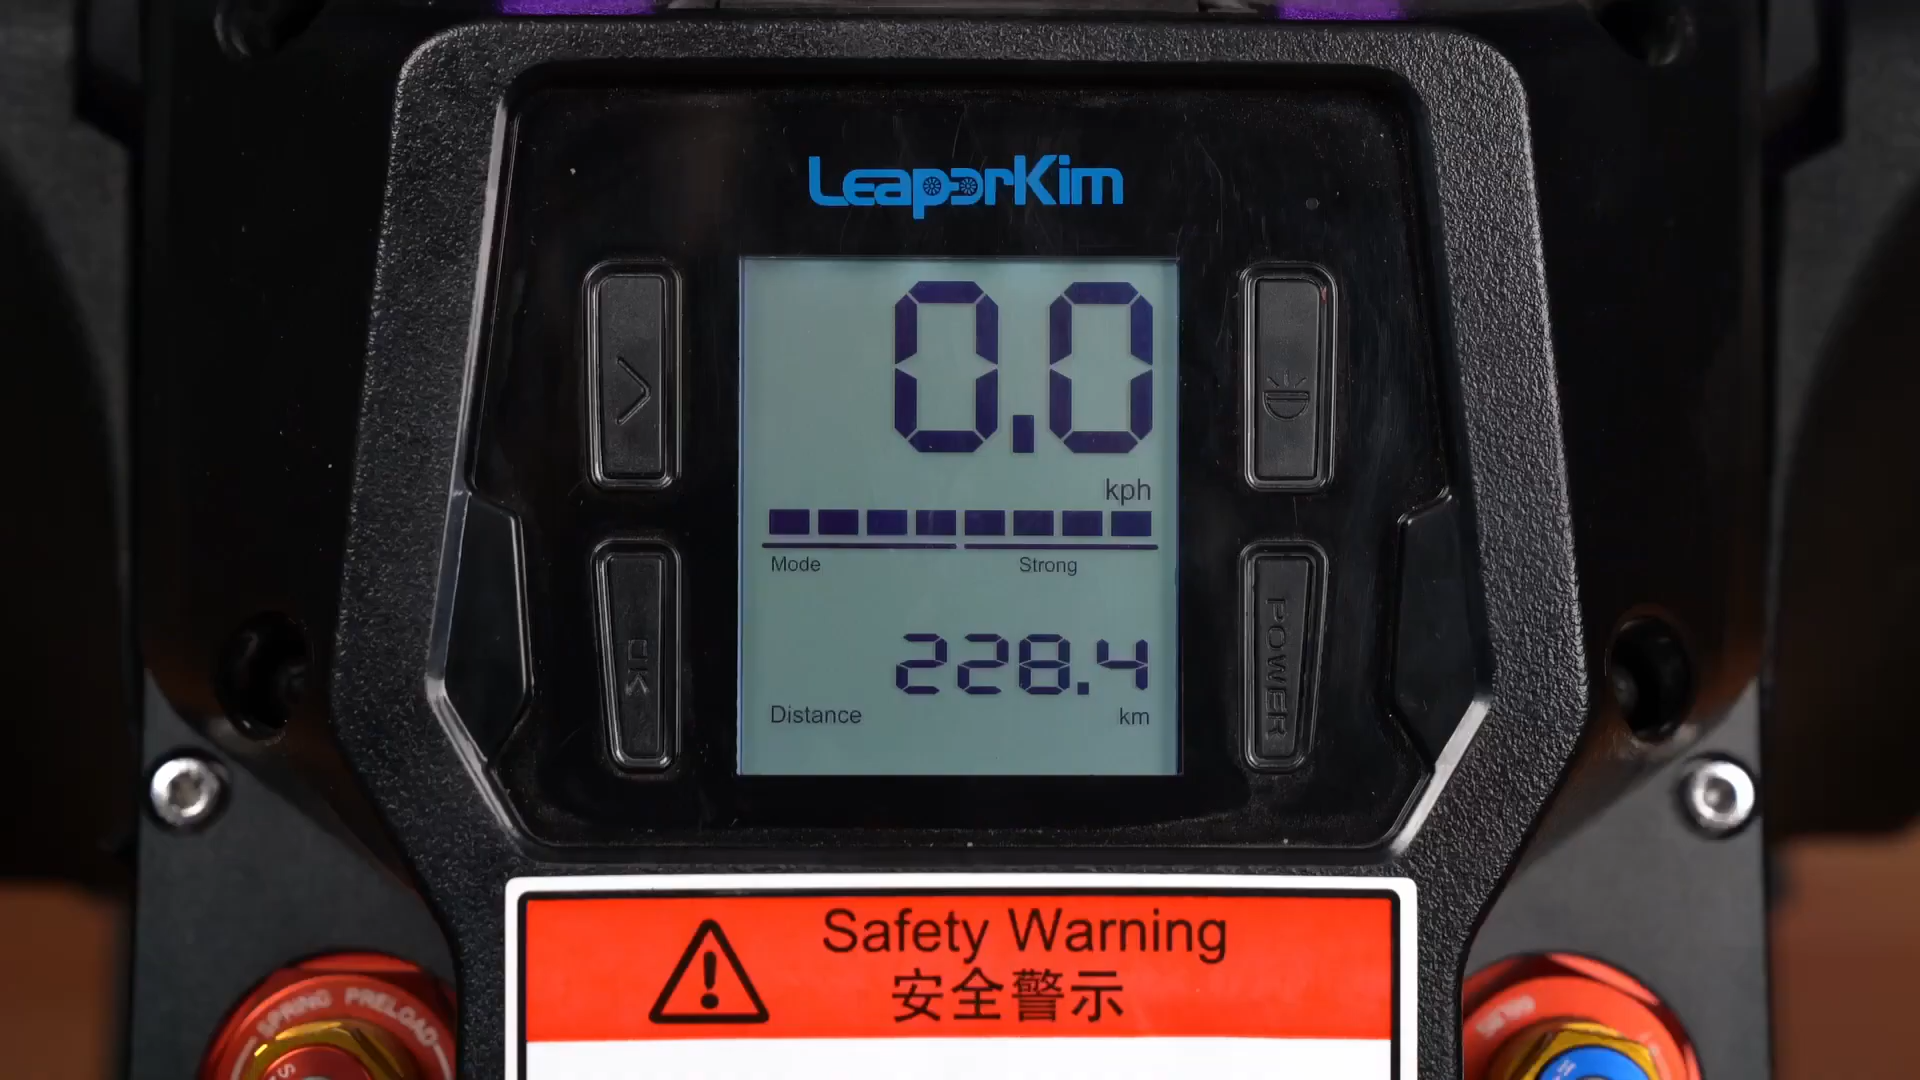 LeaperKim
0.0
kph
Mode Strong
228.4
Distance km
OK
POWER
Safety Warning
安全警示
SPRING PRELOAD